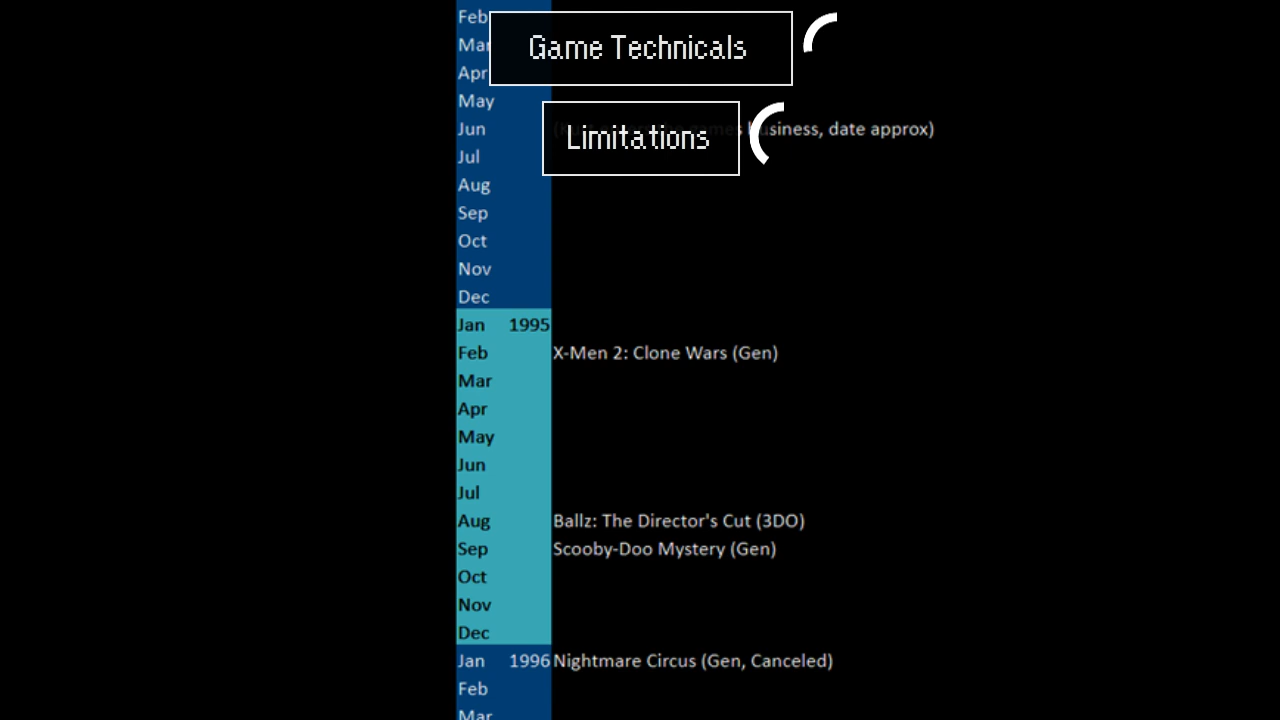 Feb
Mar
Game Technicals
Apr
May
Jun business, date approx)
Limitations
Jul
Aug
Sep
Oct
Nov
Dec
Jan 1995
Feb X-Men 2: Clone Wars (Gen)
Mar
Apr
May
Jun
Jul
Aug Ballz: The Director's Cut (3DO)
Sep Scooby-Doo Mystery (Gen)
Oct
Nov
Dec
Jan 1996 Nightmare Circus (Gen, Canceled)
Feb
Mar